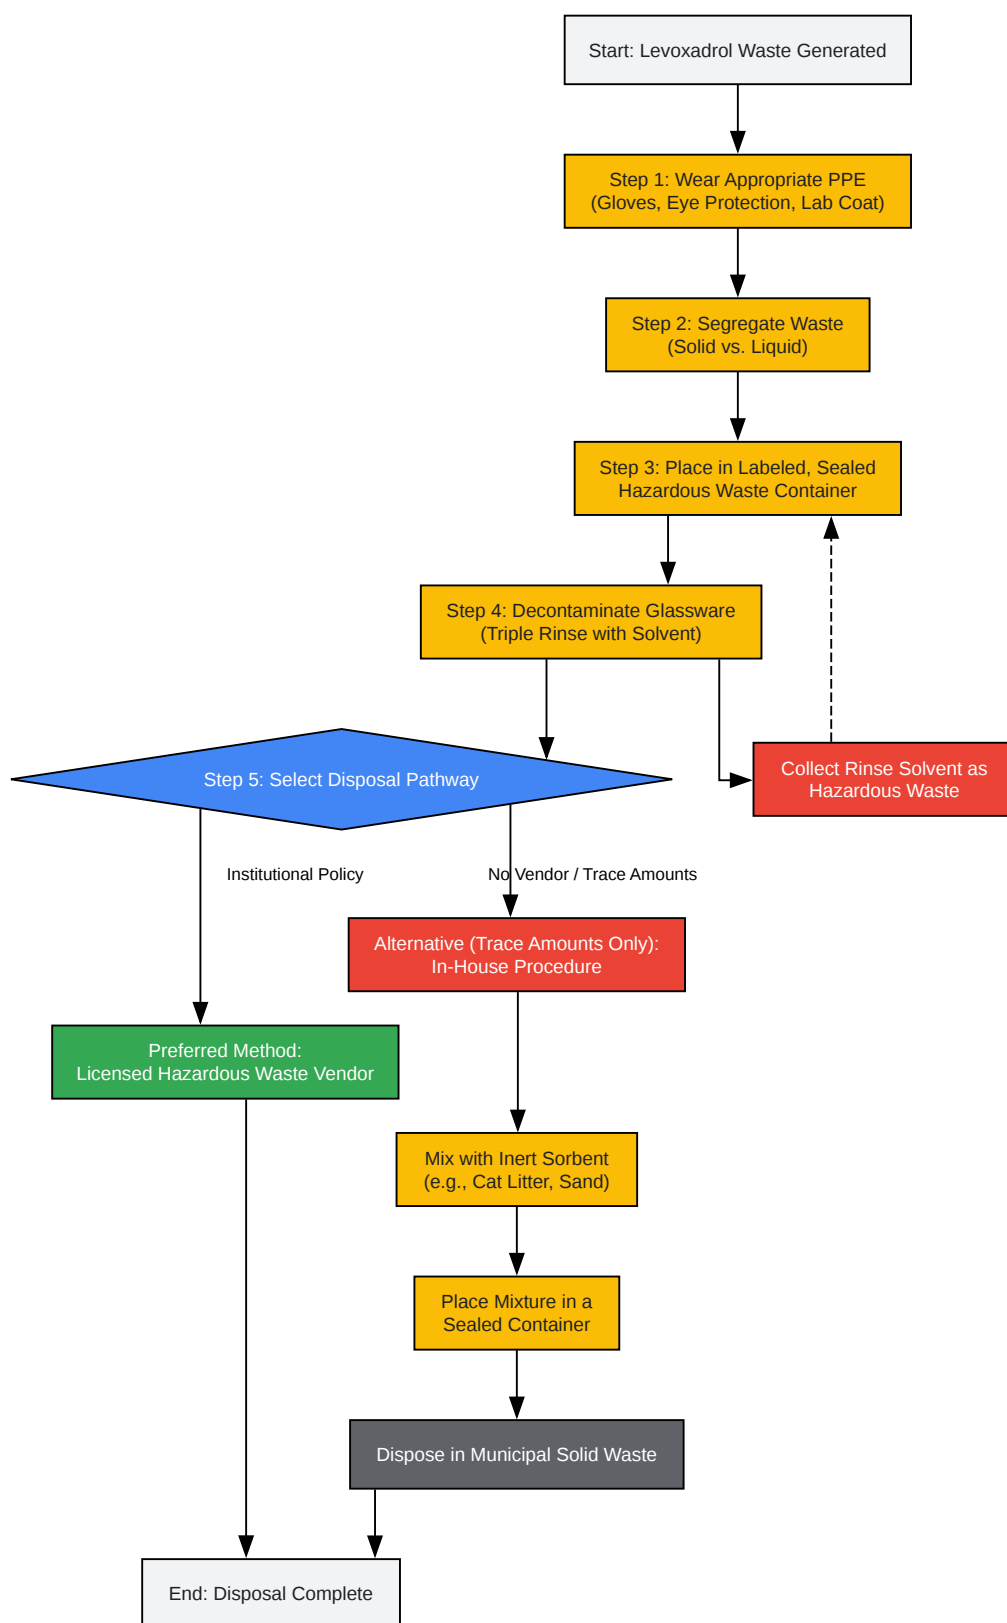 Start: Levoxadrol Waste Generated
Step 1: Wear Appropriate PPE
(Gloves, Eye Protection, Lab Coat)
Step 2: Segregate Waste
(Solid vs. Liquid)
Step 3: Place in Labeled, Sealed
Hazardous Waste Container
Step 4: Decontaminate Glassware
(Triple Rinse with Solvent)
Step 5: Select Disposal Pathway
Collect Rinse Solvent as
Hazardous Waste
Institutional Policy
No Vendor / Trace Amounts
Alternative (Trace Amounts Only):
In-House Procedure
Preferred Method:
Licensed Hazardous Waste Vendor
Mix with Inert Sorbent
(e.g., Cat Litter, Sand)
Place Mixture in a
Sealed Container
Dispose in Municipal Solid Waste
End: Disposal Complete